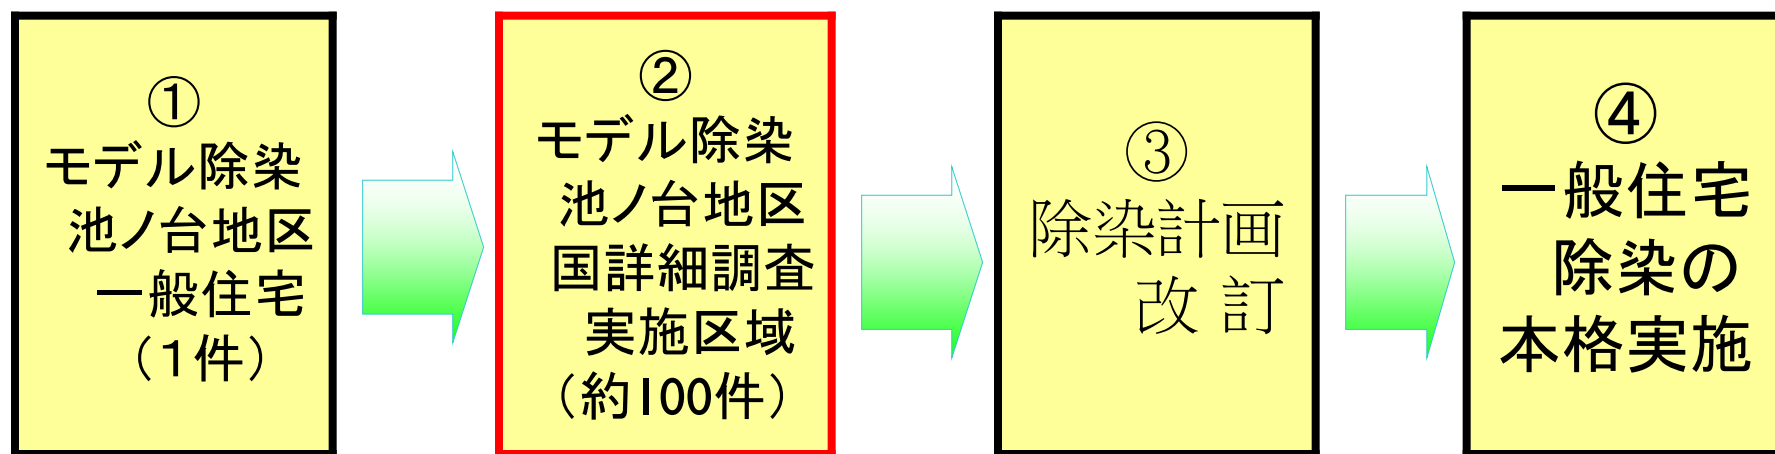 ①
モデル除染
池ノ台地区
一般住宅
（１件）
②
モデル除染
池ノ台地区
国詳細調査
実施区域
（約100件）
③
除染計画
改 訂
④
一般住宅
除染の
本格実施